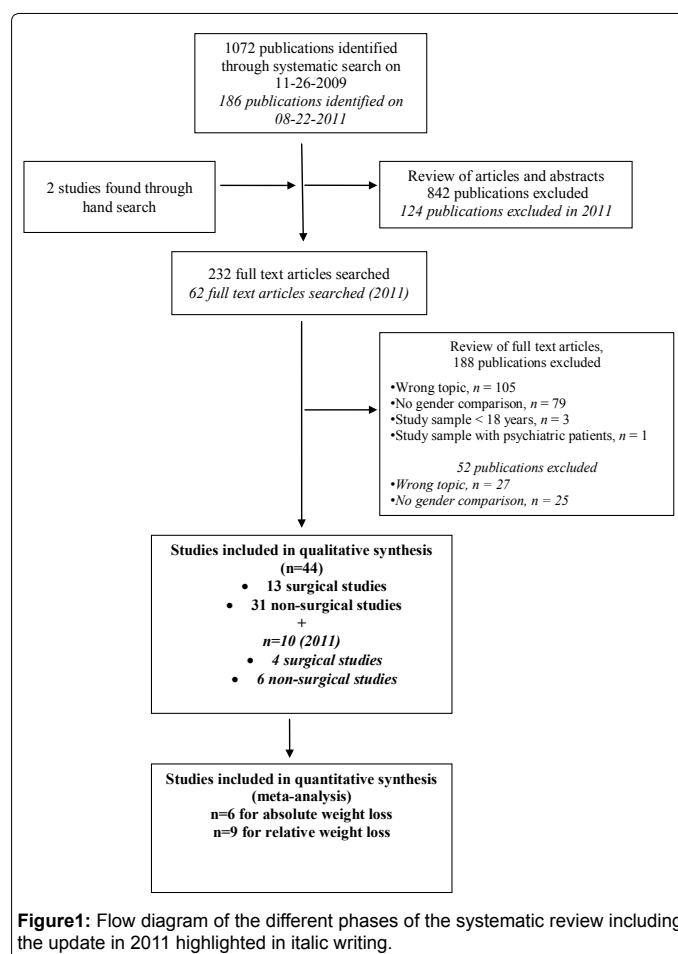 1072 publications identified
through systematic search on
11-26-2009
186 publications identified on
08-22-2011
2 studies found through
hand search
Review of articles and abstracts
842 publications excluded
124 publications excluded in 2011
232 full text articles searched
62 full text articles searched (2011)
Review of full text articles,
188 publications excluded
•Wrong topic, n = 105
•No gender comparison, n = 79
•Study sample < 18 years, n = 3
•Study sample with psychiatric patients, n = 1
52 publications excluded
•Wrong topic, n = 27
•No gender comparison, n = 25
Studies included in qualitative synthesis
(n=44)
• 13 surgical studies
• 31 non-surgical studies
+
n=10 (2011)
• 4 surgical studies
• 6 non-surgical studies
Studies included in quantitative synthesis
(meta-analysis)
n=6 for absolute weight loss
n=9 for relative weight loss
Figure1: Flow diagram of the different phases of the systematic review including
the update in 2011 highlighted in italic writing.